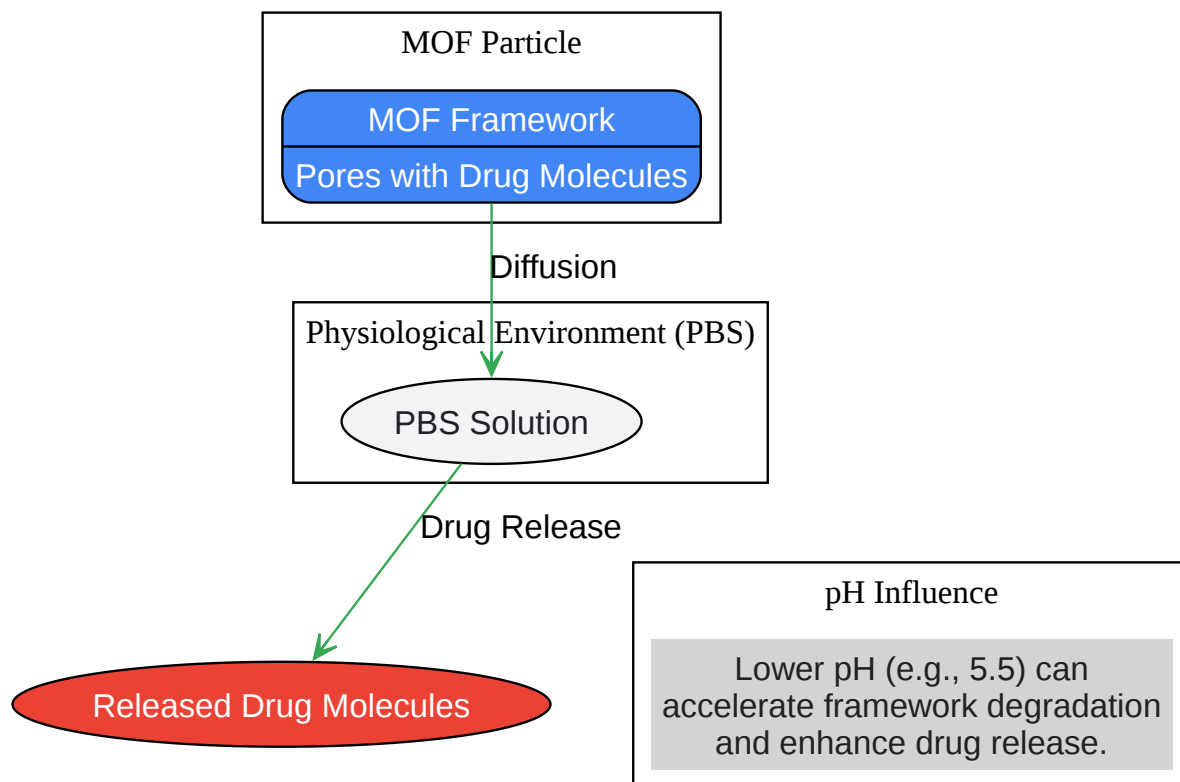 MOF Particle
MOF Framework
Pores with Drug Molecules
Diffusion
Physiological Environment (PBS)
PBS Solution
Drug Release
pH Influence
Lower pH (e.g., 5.5) can
accelerate framework degradation
and enhance drug release.
Released Drug Molecules